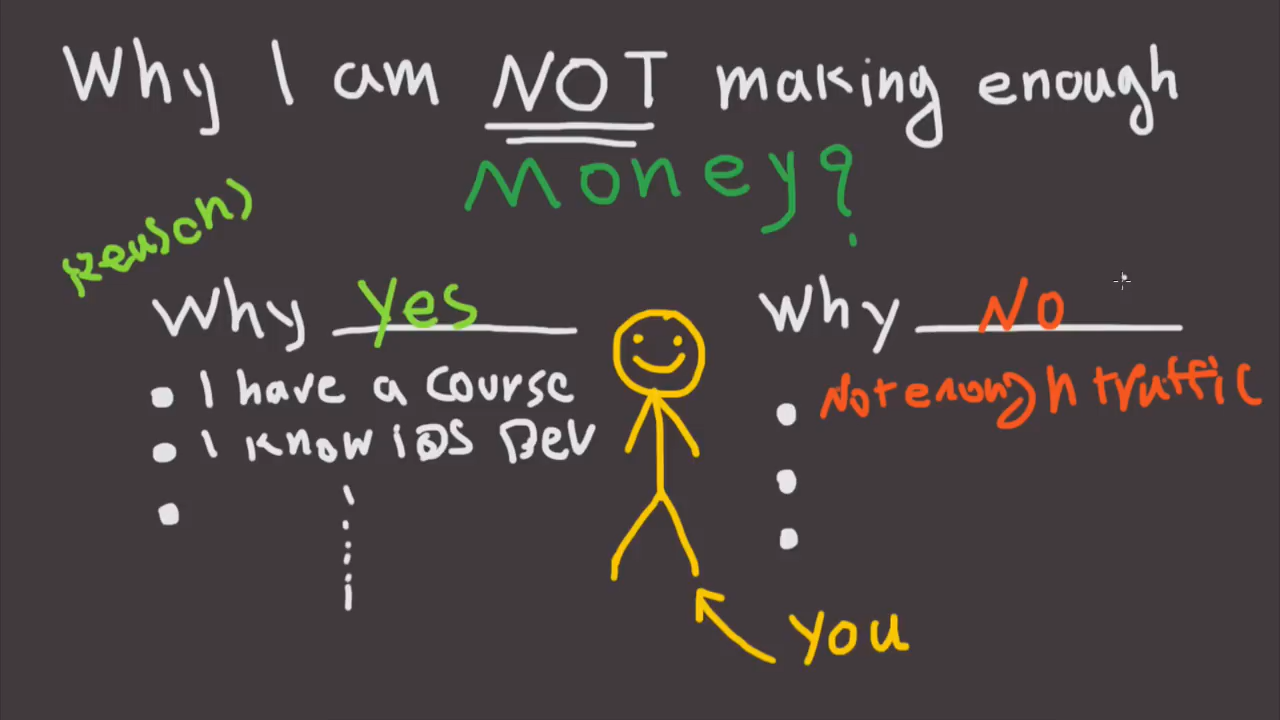 Why I am NOT making enough
Money?
reason)
Why Yes
• I have a course
• I know iOS Dev
•
Why NO
• Not enough traffic
•
•
YOU